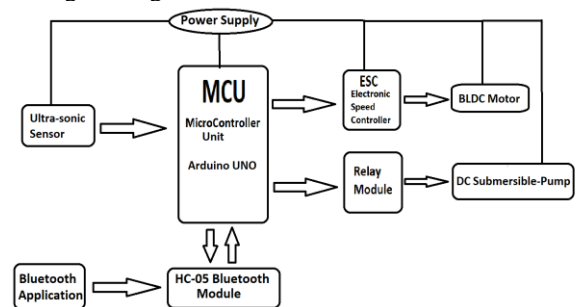 Power Supply
MCU
MicroController
Unit
Arduino UNO
Ultra-sonic
Sensor
ESC
Electronic
Speed
Controller
BLDC Motor
Relay
Module
DC Submersible-Pump
Bluetooth
Application
HC-05 Bluetooth
Module